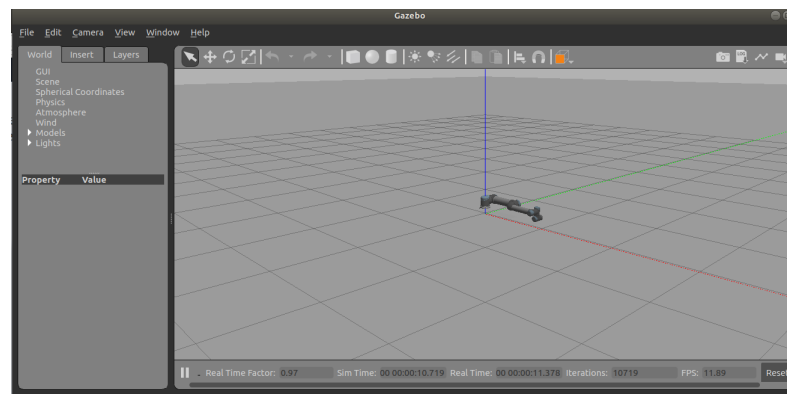 Gazebo
File Edit Camera View Window Help
World Insert Layers
GUI
Scene
Spherical Coordinates
Physics
Atmosphere
Wind
Models
Lights
Property Value
Real Time Factor: 0.97 Sim Time: 00 00:00:10.719 Real Time: 00 00:00:11.378 Iterations: 10719 FPS: 11.89 Reset